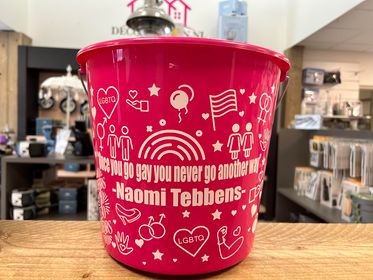 LGBTQ
Once you go gay you never go another way
-Naomi Tebbens-
LGBTQ